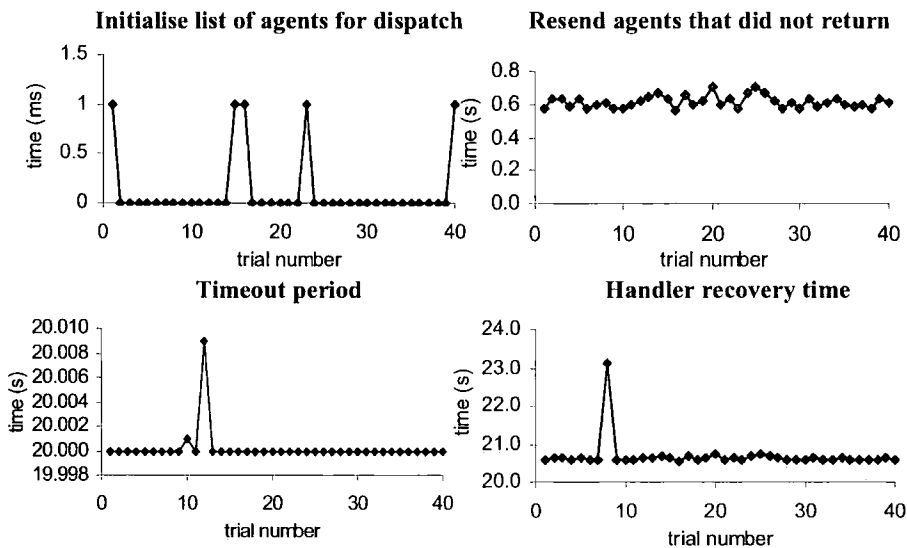 Initialise list of agents for dispatch
time (ms)
1.5
1
0.5
0
0 10 20 30 40
trial number
Resend agents that did not return
time (s)
0.8
0.6
0.4
0.2
0.0
0 10 20 30 40
trial number
Timeout period
time (s)
20.010
20.008
20.006
20.004
20.002
20.000
19.998
0 10 20 30 40
trial number
Handler recovery time
time (s)
24.0
23.0
22.0
21.0
20.0
0 10 20 30 40
trial number